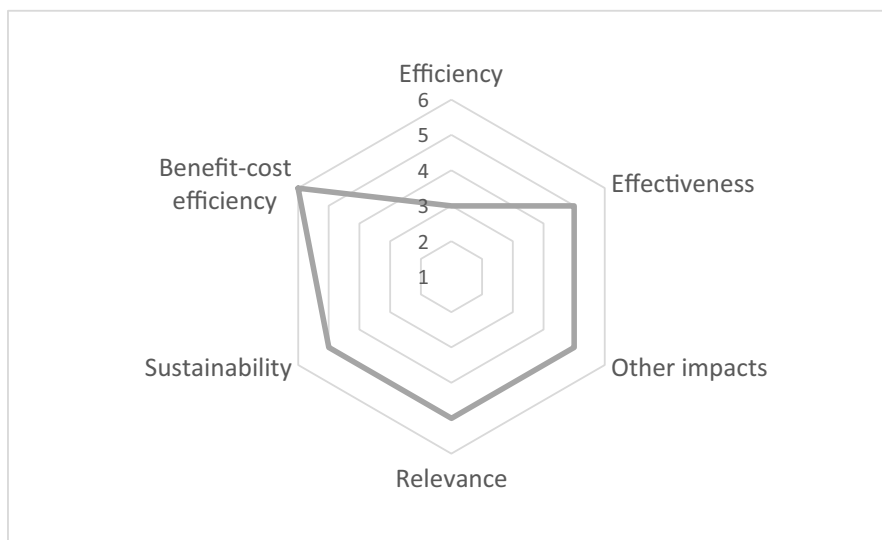 Efficiency
6
5
4
3
2
1
Benefit-cost
efficiency
Effectiveness
Sustainability
Other impacts
Relevance